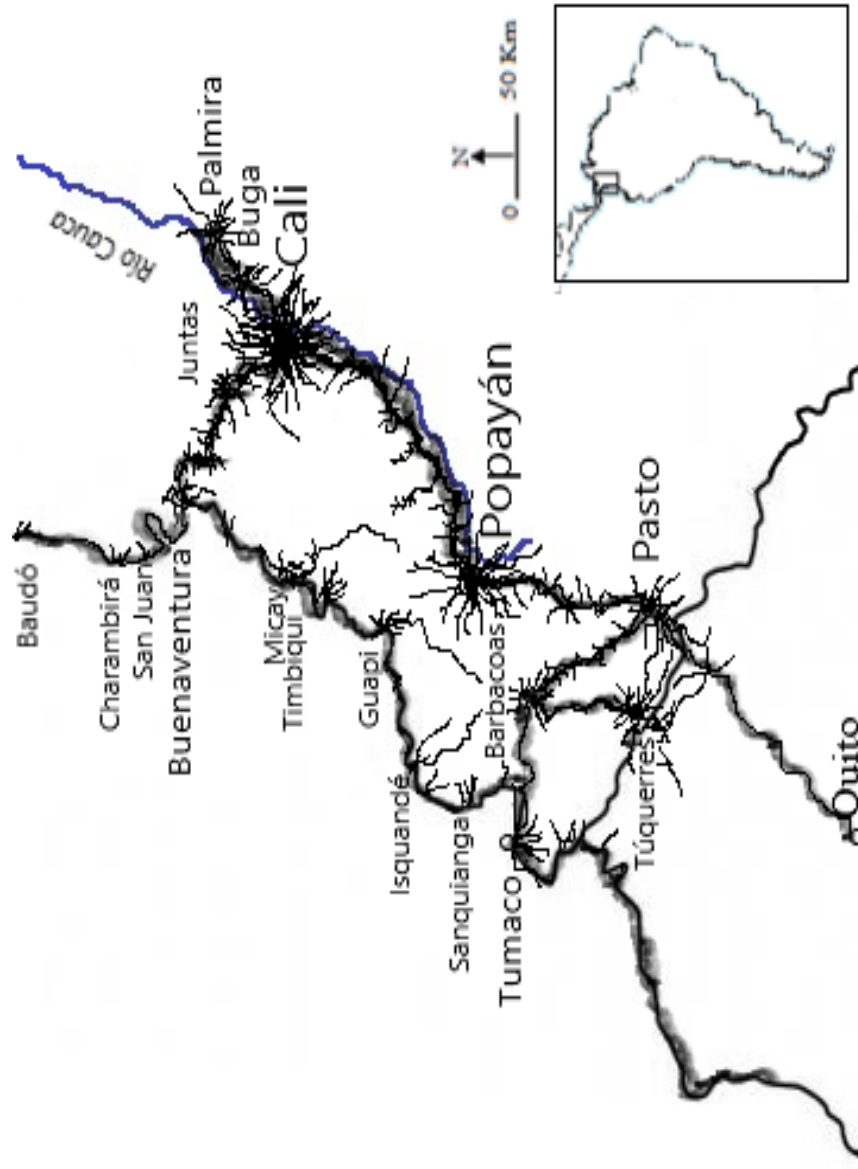 Baudó
Charambirá
San Juan
Buenaventura
Juntas
Río Cauca
Palmira
Buga
Cali
Micay
Timbiqui
Guapi
Popayán
Isquandé
Sanquianga
Barbacoas
Tumaco
Pasto
Túquerres
Quito
N
0 50 Km